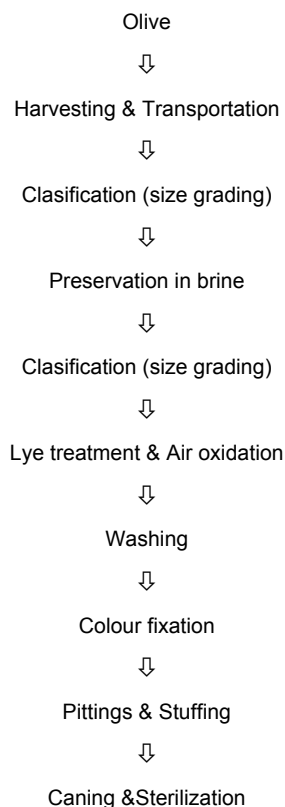 Olive
⇩
Harvesting & Transportation
⇩
Clasification (size grading)
⇩
Preservation in brine
⇩
Clasification (size grading)
⇩
Lye treatment & Air oxidation
⇩
Washing
⇩
Colour fixation
⇩
Pittings & Stuffing
⇩
Caning &Sterilization